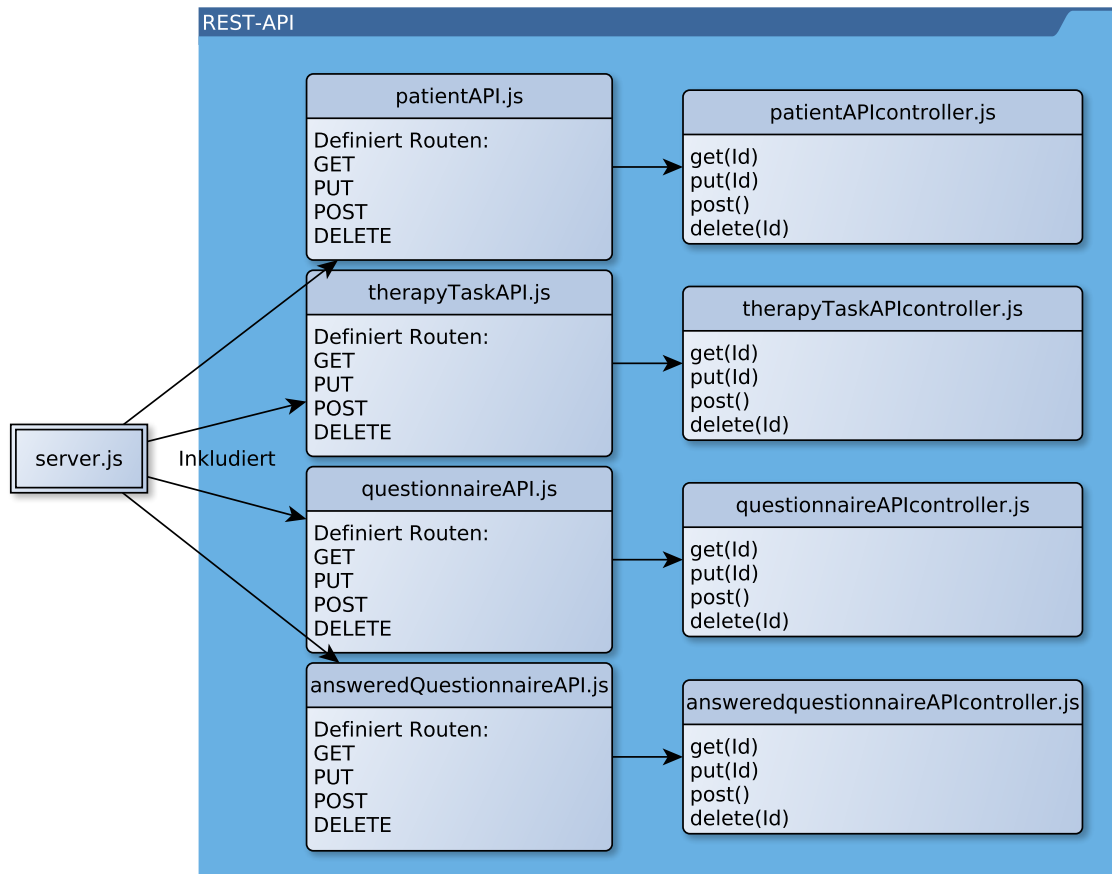 REST-API
patientAPI.js
Definiert Routen:
GET
PUT
POST
DELETE
patientAPIcontroller.js
get(Id)
put(Id)
post()
delete(Id)
therapyTaskAPI.js
Definiert Routen:
GET
PUT
POST
DELETE
therapyTaskAPIcontroller.js
get(Id)
put(Id)
post()
delete(Id)
server.js
Inkludiert
questionnaireAPI.js
Definiert Routen:
GET
PUT
POST
DELETE
questionnaireAPIcontroller.js
get(Id)
put(Id)
post()
delete(Id)
answeredQuestionnaireAPI.js
Definiert Routen:
GET
PUT
POST
DELETE
answeredquestionnaireAPIcontroller.js
get(Id)
put(Id)
post()
delete(Id)